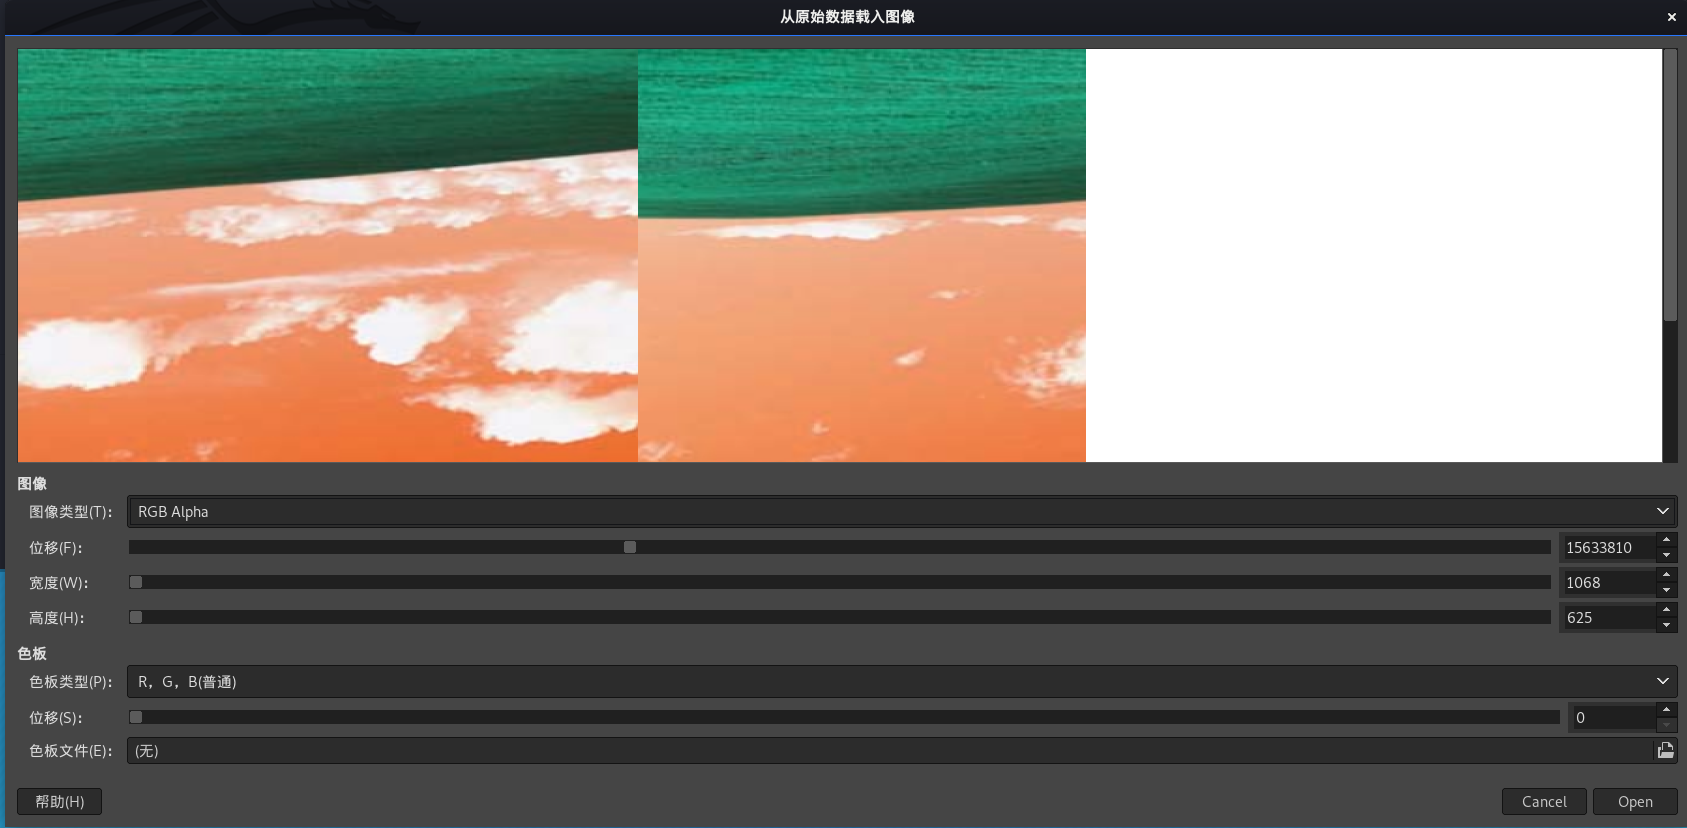 从原始数据载入图像
图像
图像类型(T)： RGB Alpha
位移(F)： 15633810
宽度(W)： 1068
高度(H)： 625
色板
色板类型(P)： R，G，B(普通)
位移(S)： 0
色板文件(E)： (无)
帮助(H) Cancel Open